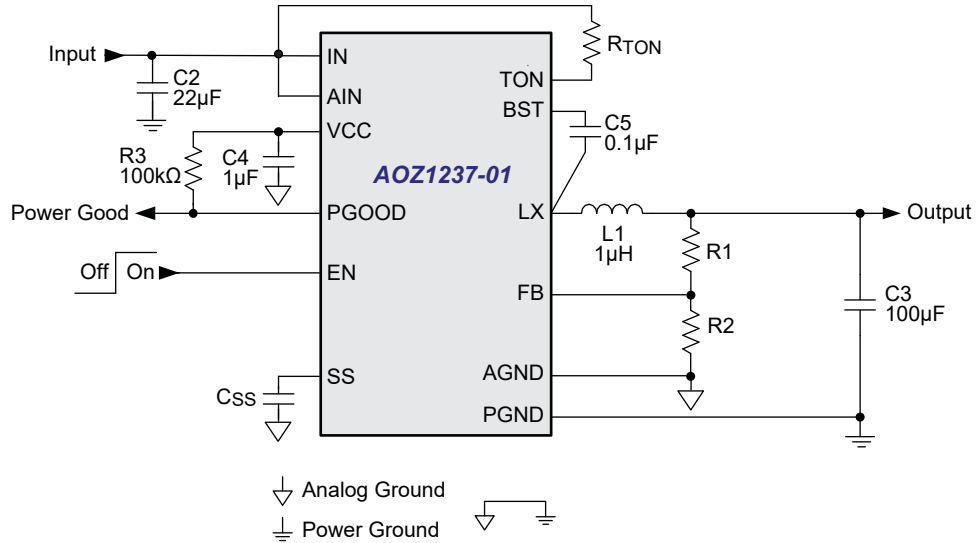 Input
C2
22µF
R3
100kΩ
C4
1µF
Power Good
Off
On
CSS
IN
AIN
VCC
PGOOD
EN
SS
AOZ1237-01
TON
BST
LX
FB
AGND
PGND
RTON
C5
0.1µF
L1
1µH
R1
R2
Output
C3
100µF
Analog Ground
Power Ground